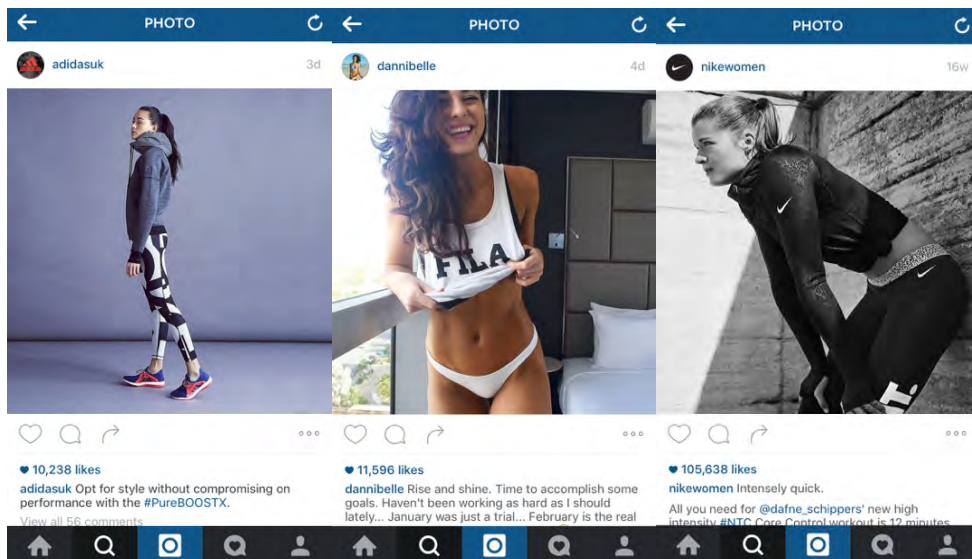 PHOTO
adidasuk
3d
10,238 likes
adidasuk Opt for style without compromising on
performance with the #PureBOOSTX.
View all 56 comments
PHOTO
dannibelle
4d
FILA
11,596 likes
dannibelle Rise and shine. Time to accomplish some
goals. Haven't been working as hard as I should
lately... January was just a trial... February is the real
PHOTO
nikewomen
16w
T.
105,638 likes
nikewomen Intensely quick.
All you need for @dafne_schippers' new high
intensity #NTC Core Control workout is 12 minutes